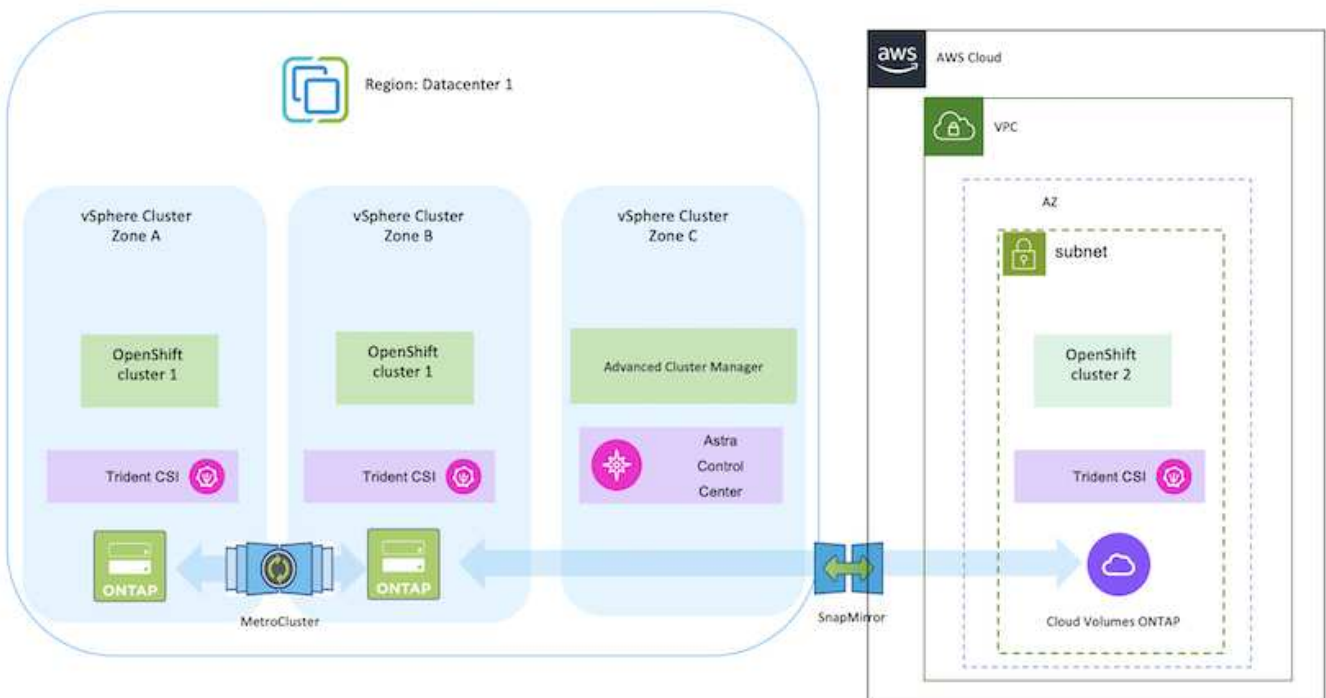 Region: Datacenter 1
aws
AWS Cloud
VPC
AZ
subnet
vSphere Cluster
Zone A
vSphere Cluster
Zone B
vSphere Cluster
Zone C
OpenShift
cluster 1
OpenShift
cluster 1
Advanced Cluster Manager
OpenShift
cluster 2
Trident CSI
Trident CSI
Astra
Control
Center
Trident CSI
ONTAP
ONTAP
MetroCluster
SnapMirror
Cloud Volumes ONTAP